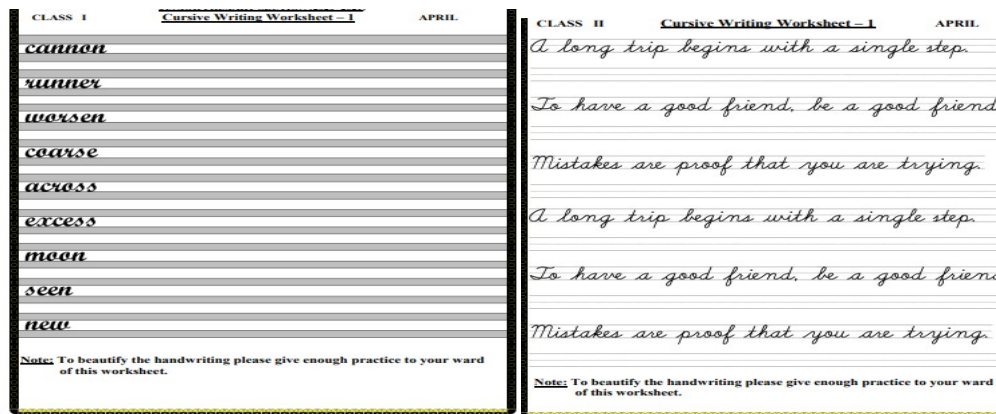 CLASS I Cursive Writing Worksheet – 1 APRIL
cannon
runner
worsen
coarse
across
excess
moon
seen
new
Note: To beautify the handwriting please give enough practice to your ward
of this worksheet.
CLASS II Cursive Writing Worksheet – 1 APRIL
A long trip begins with a single step.
To have a good friend, be a good friend
Mistakes are proof that you are trying.
A long trip begins with a single step.
To have a good friend, be a good frien
Mistakes are proof that you are trying.
Note: To beautify the handwriting please give enough practice to your ward
of this worksheet.